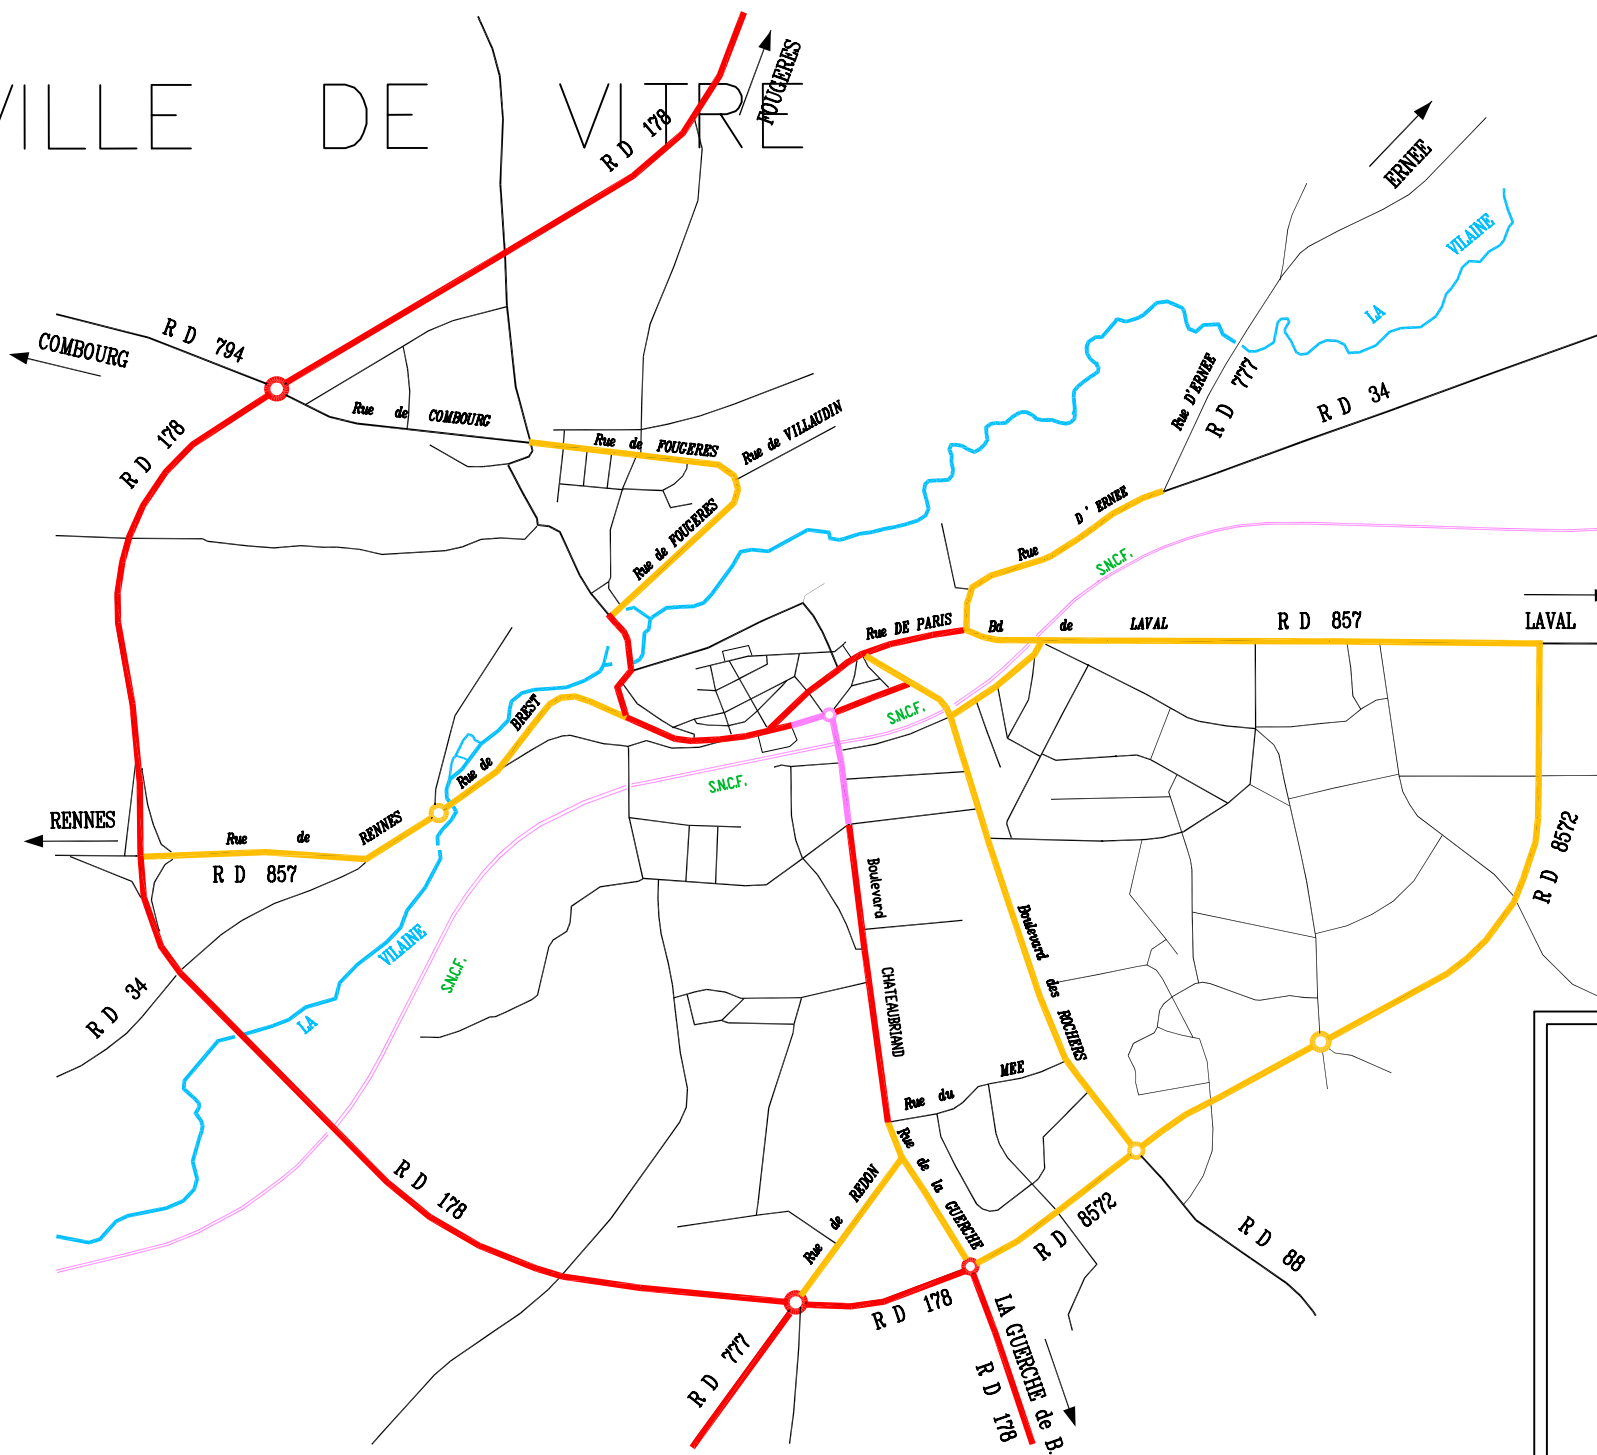 VILLE DE VITRE
FOUGERES
R D 178
ERNEE
VILAINE
LA
R D 794
COMBOURG
Rue D'ERNEE
R D 777
R D 34
Rue de COMBOURG
Rue de FOUGERES
Rue de VILLAUDIN
R D 178
Rue de FOUGERES
Rue D' ERNEE
S.N.C.F.
Rue DE PARIS
Bd de LAVAL
R D 857
LAVAL
BREST
Rue de
S.N.C.F.
S.N.C.F.
RENNES
Rue de RENNES
R D 857
R D 8572
Boulevard
CHATEAUBRIAND
Boulevard des ROCHERS
VILAINE
LA
S.N.C.F.
R D 34
Rue du MEE
Rue de la GUERCHE
Rue de REDON
R D 178
R D 8572
R D 88
R D 178
R D 777
LA GUERCHE de B.
R D 178